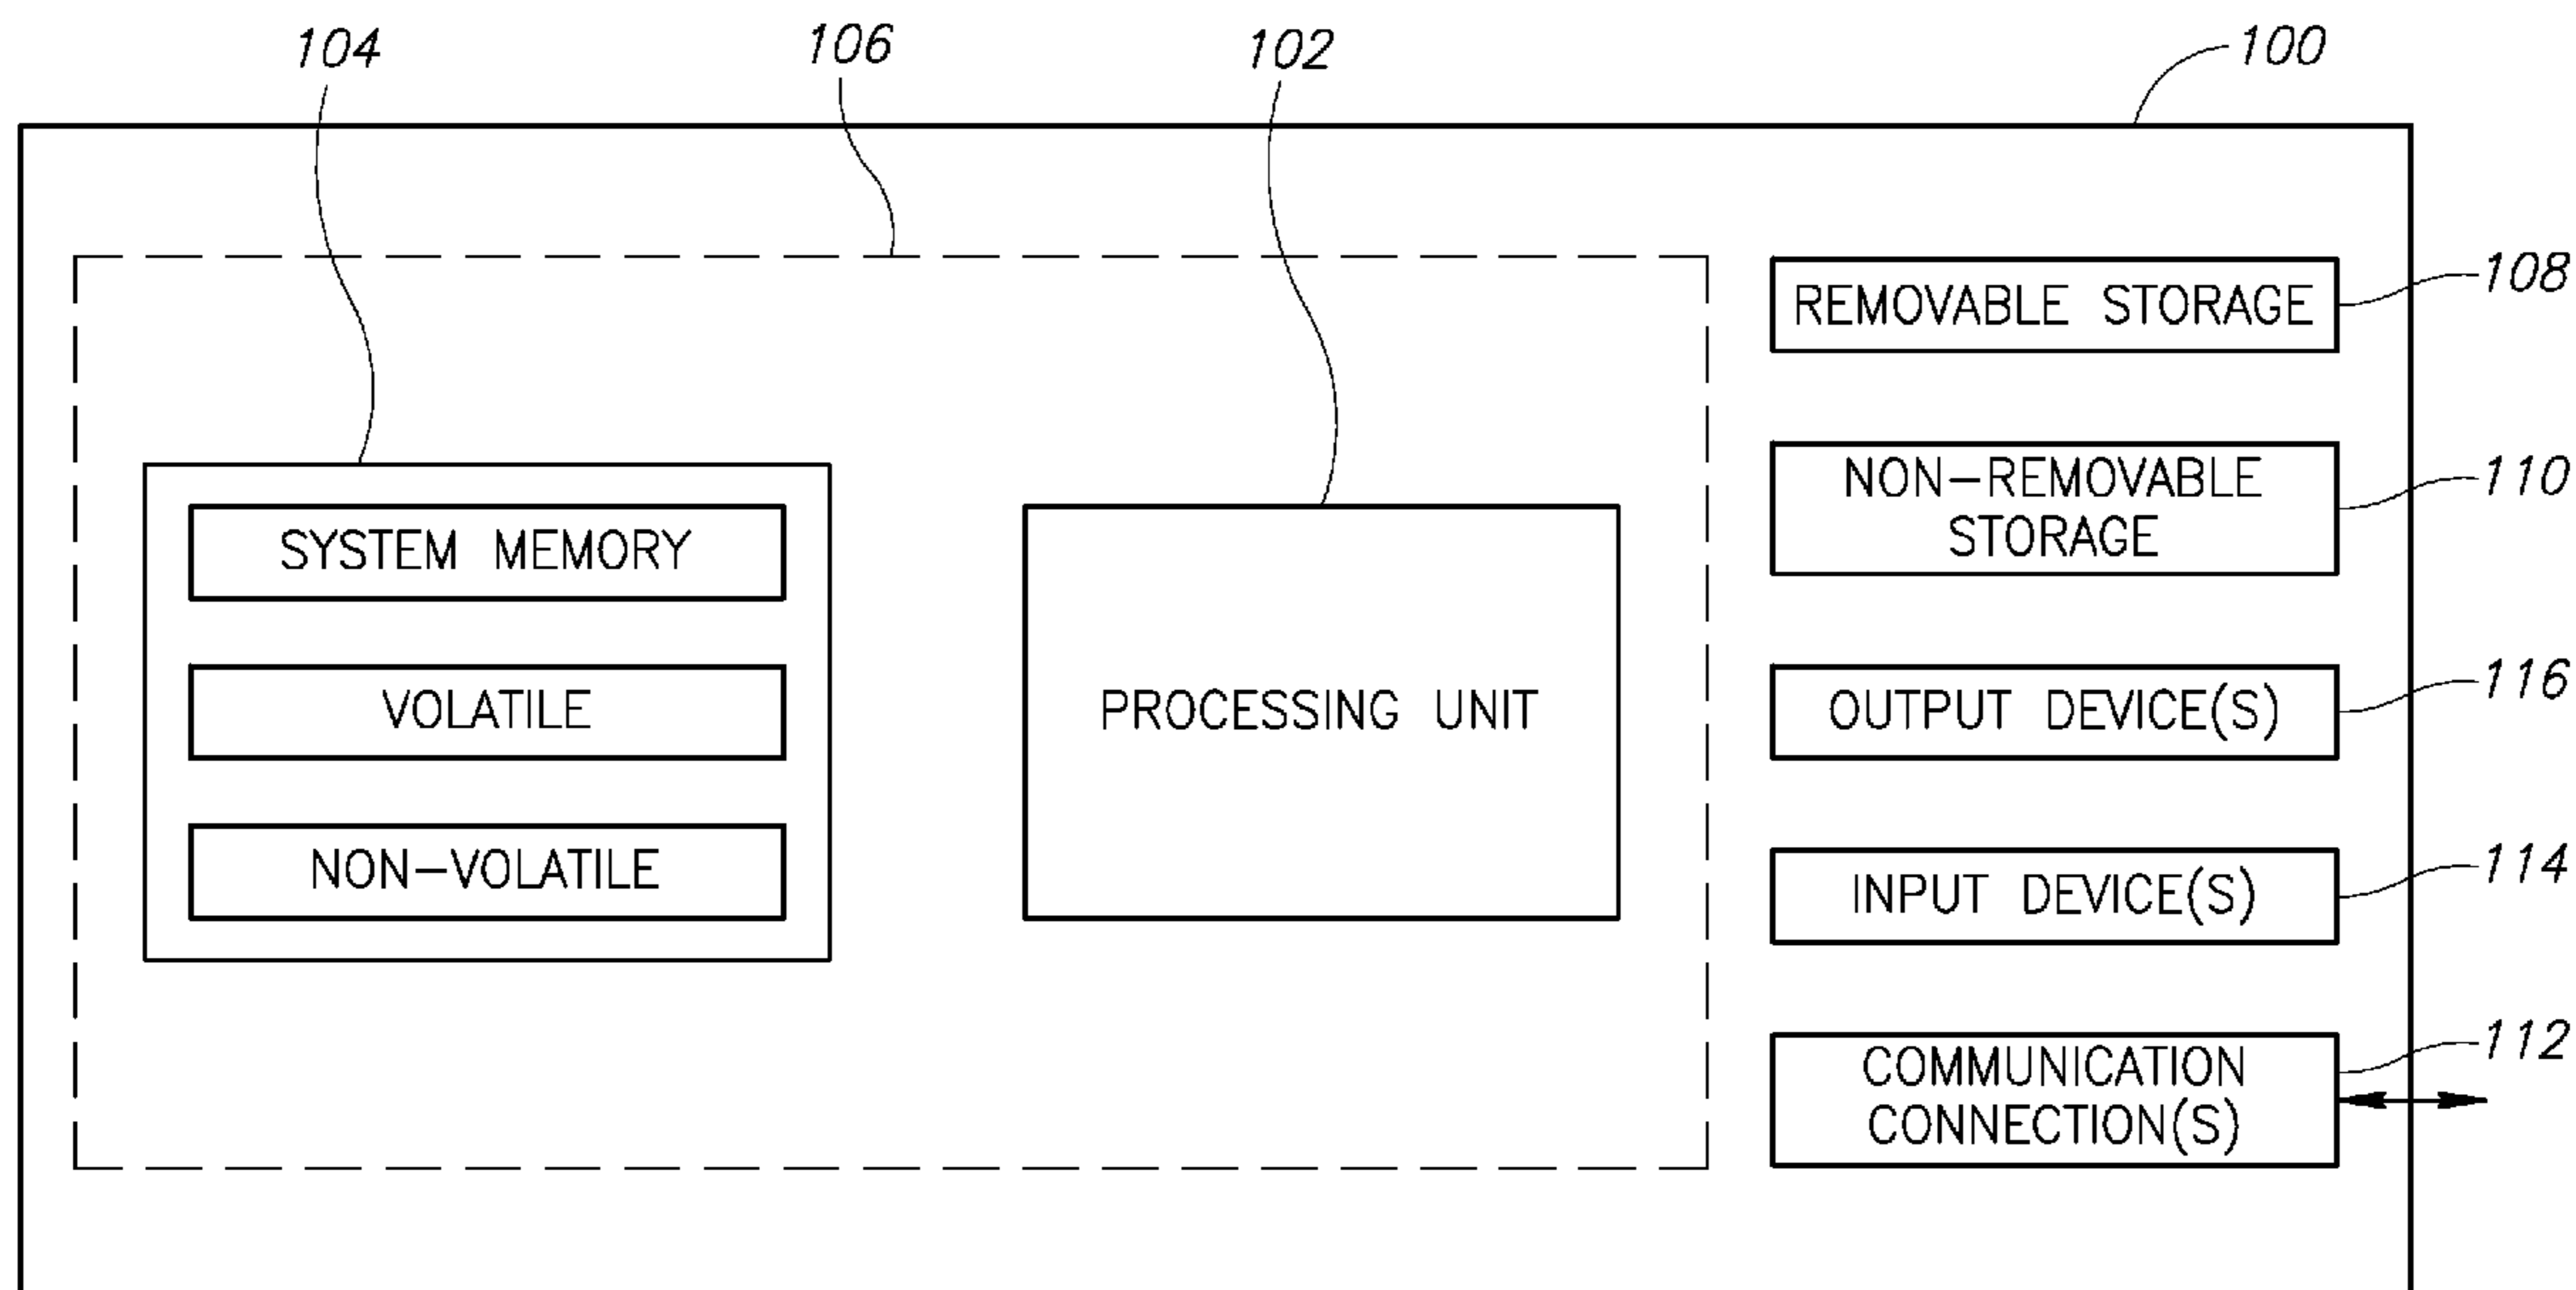 104
106
102
100
REMOVABLE STORAGE
108
NON-REMOVABLE
STORAGE
110
SYSTEM MEMORY
VOLATILE
NON-VOLATILE
PROCESSING UNIT
OUTPUT DEVICE(S)
116
INPUT DEVICE(S)
114
COMMUNICATION
CONNECTION(S)
112